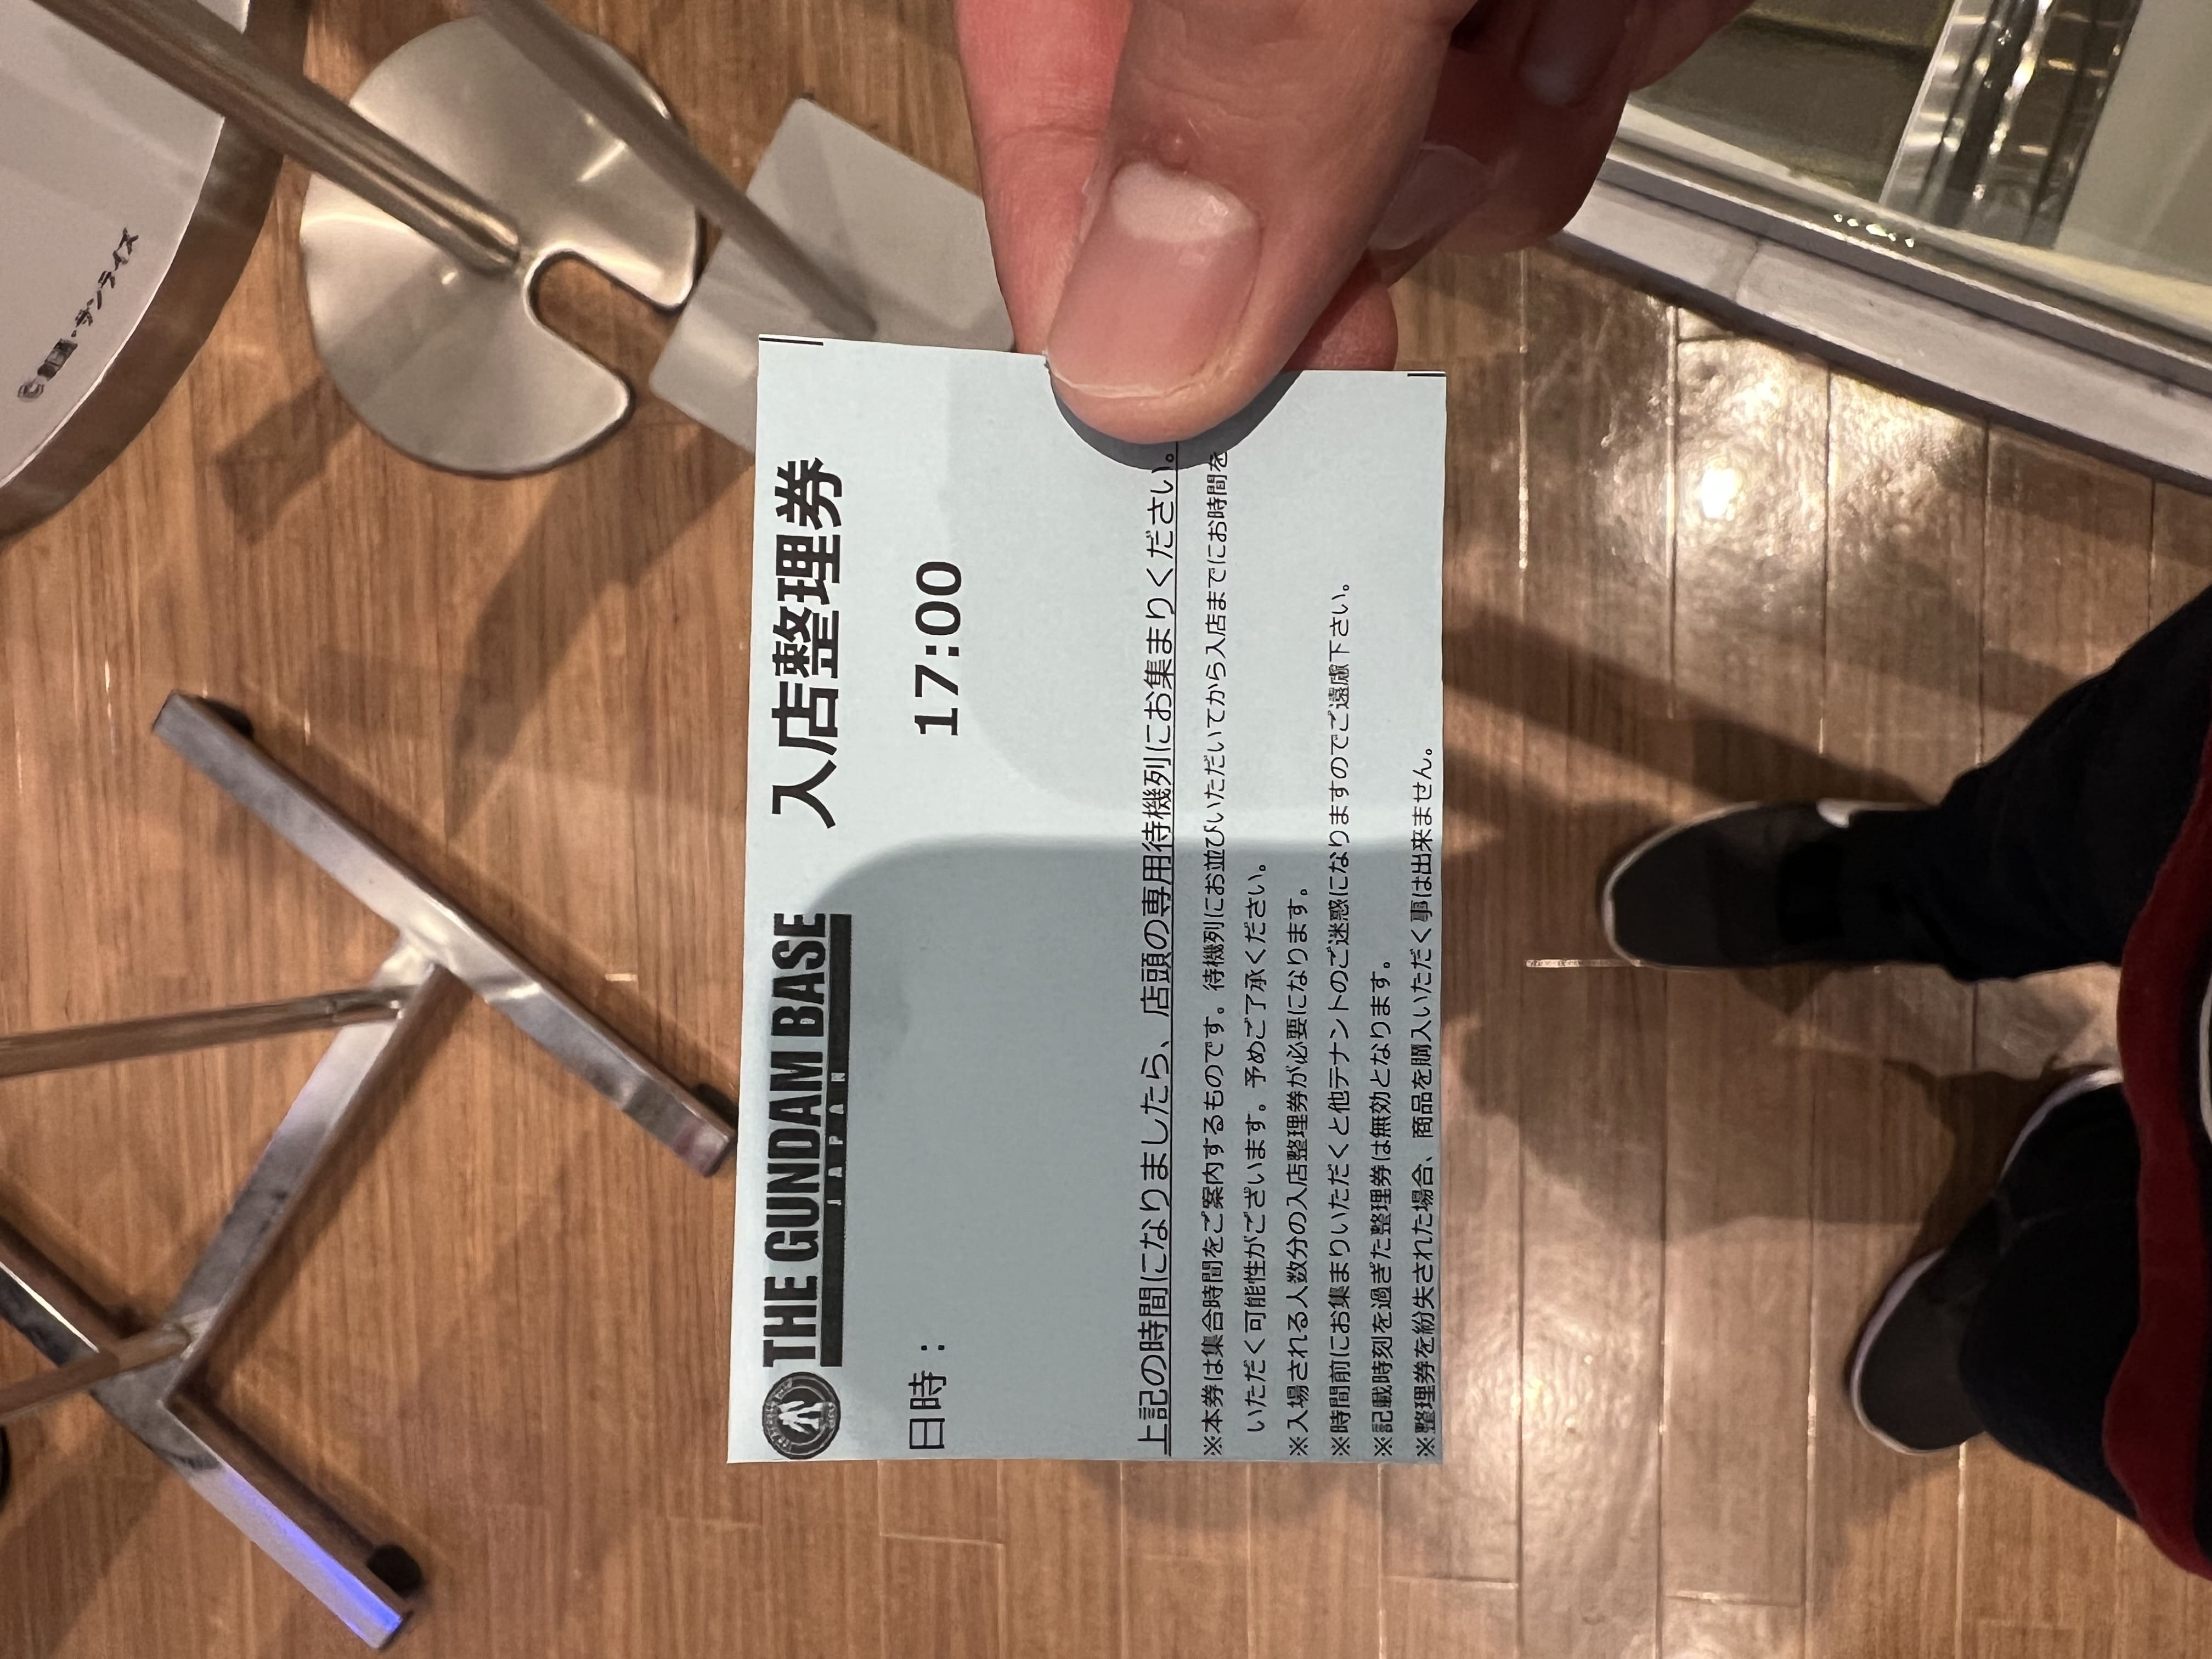 ©創通・サンライズ
THE GUNDAM BASE
JAPAN
入店整理券
日時：
17:00
上記の時間になりましたら、店頭の専用待機列にお集まりください。
※本券は集合時間をご案内するものです。待機列にお並びいただいてから入店までにお時間を
いただく可能性がございます。予めご了承ください。
※入場される人数分の入店整理券が必要になります。
※時間前にお集まりいただくと他テナントのご迷惑になりますのでご遠慮下さい。
※記載時刻を過ぎた整理券は無効となります。
※整理券を紛失された場合、商品を購入いただく事は出来ません。